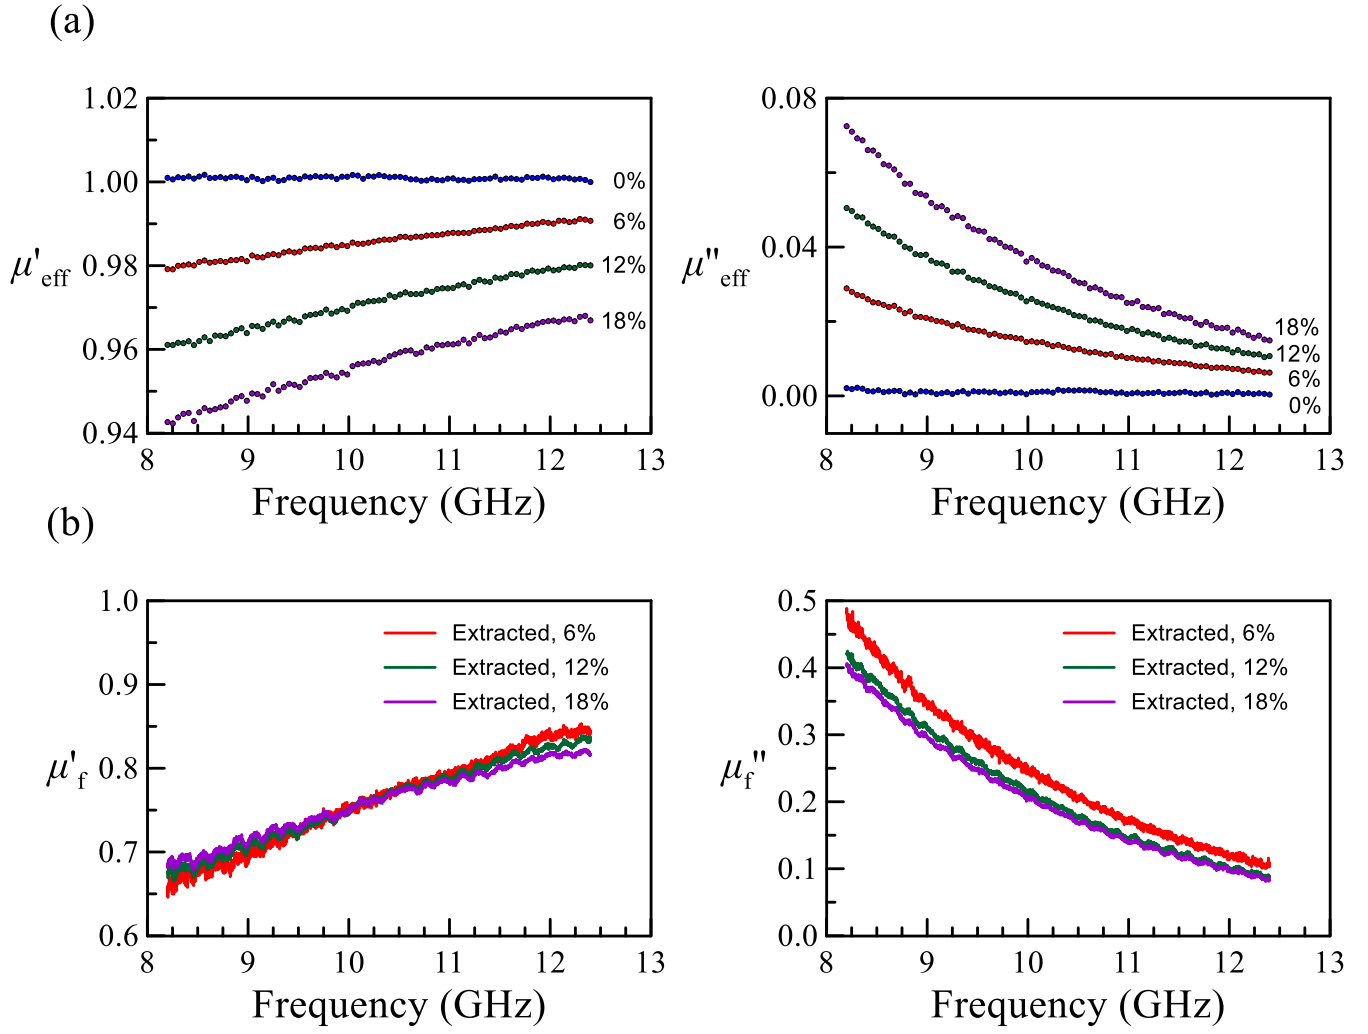 (a)
1.02
1.00
0.98
0.96
0.94
μ'eff
0%
6%
12%
18%
8 9 10 11 12 13
Frequency (GHz)
0.08
0.04
0.00
μ"eff
18%
12%
6%
0%
8 9 10 11 12 13
Frequency (GHz)
(b)
1.0
0.9
0.8
0.7
0.6
μ'f
Extracted, 6%
Extracted, 12%
Extracted, 18%
8 9 10 11 12 13
Frequency (GHz)
0.5
0.4
0.3
0.2
0.1
0.0
μf"
Extracted, 6%
Extracted, 12%
Extracted, 18%
8 9 10 11 12 13
Frequency (GHz)